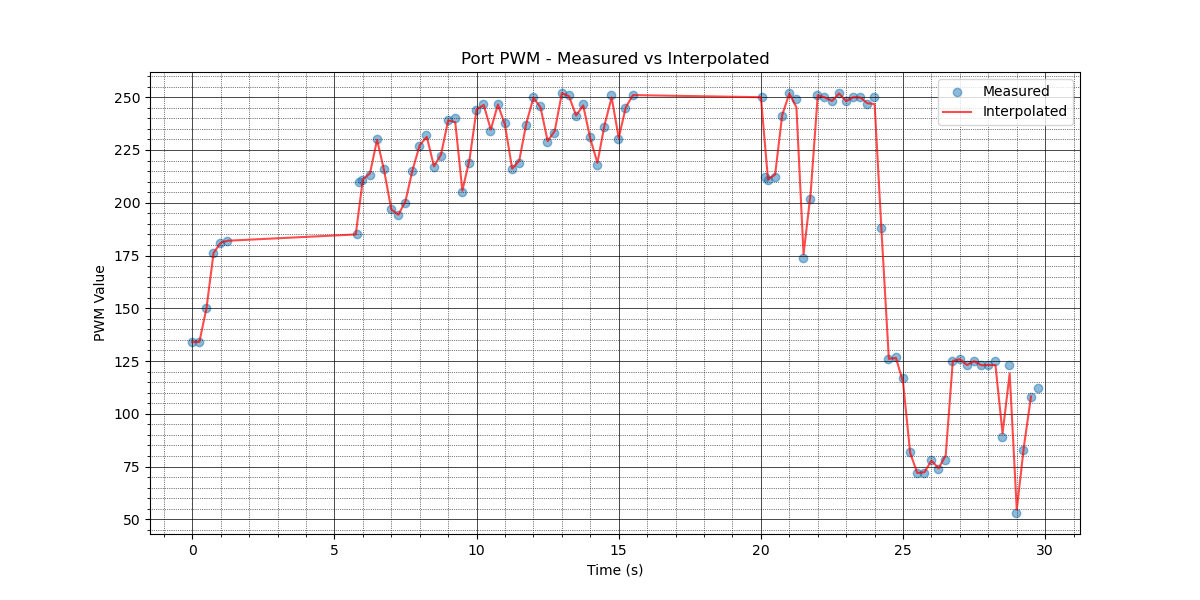 Port PWM - Measured vs Interpolated
Measured
Interpolated
PWM Value
250
225
200
175
150
125
100
75
50
0 5 10 15 20 25 30
Time (s)